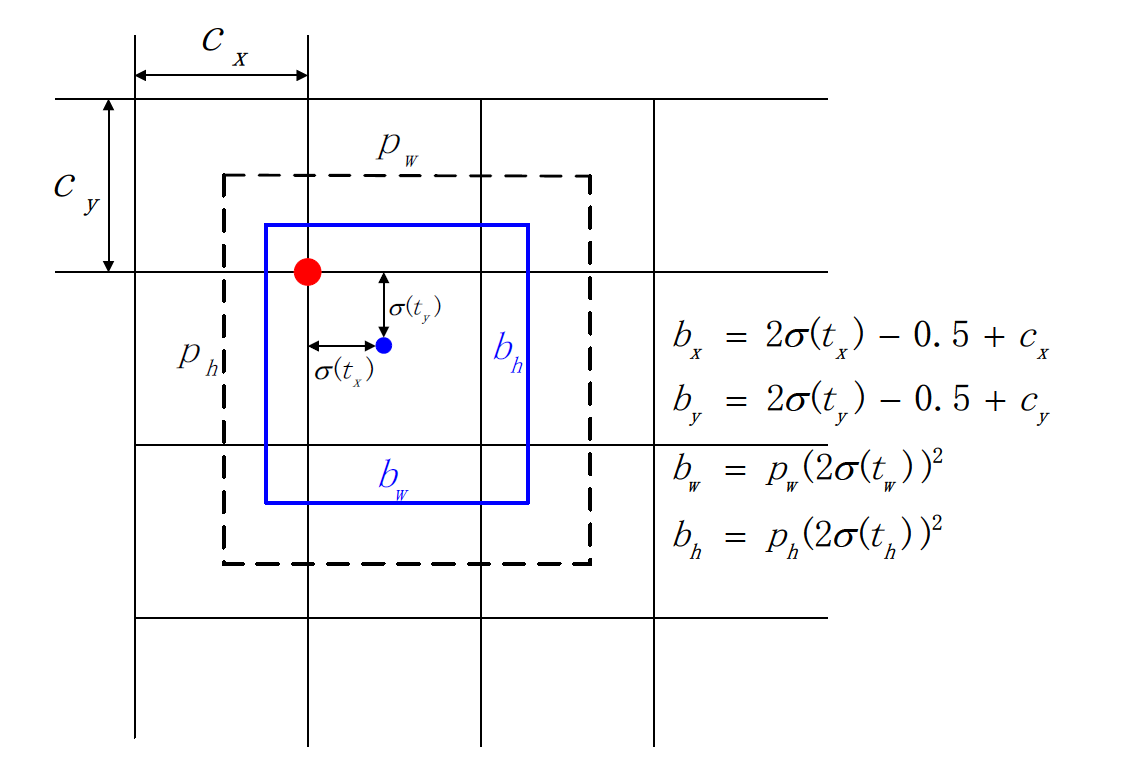 c_x
c_y
p_w
σ(t_y)
p_h
b_h
σ(t_x)
b_w
b_x = 2σ(t_x) − 0.5 + c_x
b_y = 2σ(t_y) − 0.5 + c_y
b_w = p_w(2σ(t_w))²
b_h = p_h(2σ(t_h))²